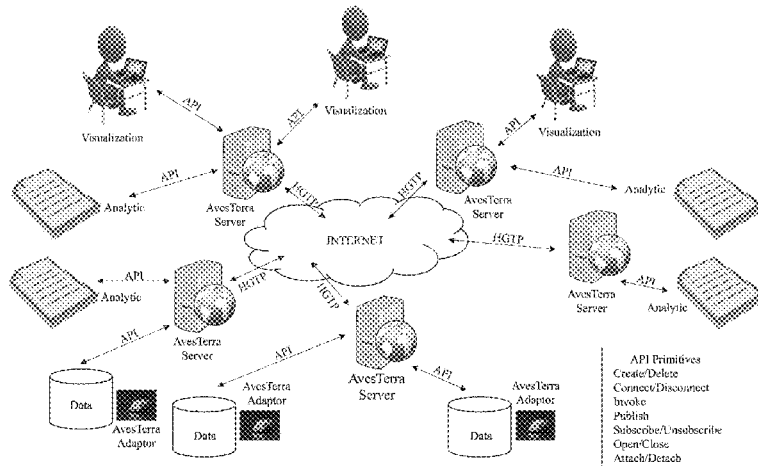 API
API
API
Visualization
Visualization
Visualization
API
API
Analytic
AvesTerra
Server
HGTP
HGTP
AvesTerra
Server
Analytic
INTERNET
HGTP
API
Analytic
HGTP
HGTP
AvesTerra
Server
API
Analytic
AvesTerra
Server
API
API
AvesTerra
Server
API
AvesTerra
Adaptor
AvesTerra
Adaptor
Data
AvesTerra
Adaptor
Data
Data
API Primitives
Create/Delete
Connect/Disconnect
Invoke
Publish
Subscribe/Unsubscribe
Open/Close
Attach/Detach